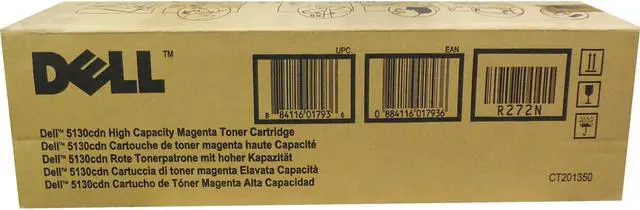 DELL™
UPC
EAN
8 84116 01793 6
0 884116 017936
R272N
Dell™ 5130cdn High Capacity Magenta Toner Cartridge
Dell™ 5130cdn Cartouche de toner magenta haute Capacité
Dell™ 5130cdn Rote Tonerpatrone mit hoher Kapazität
Dell™ 5130cdn Cartuccia di toner magenta Elavata Capacità
Dell™ 5130cdn Cartucho de Tóner Magenta Alta Capacidad
CT201350